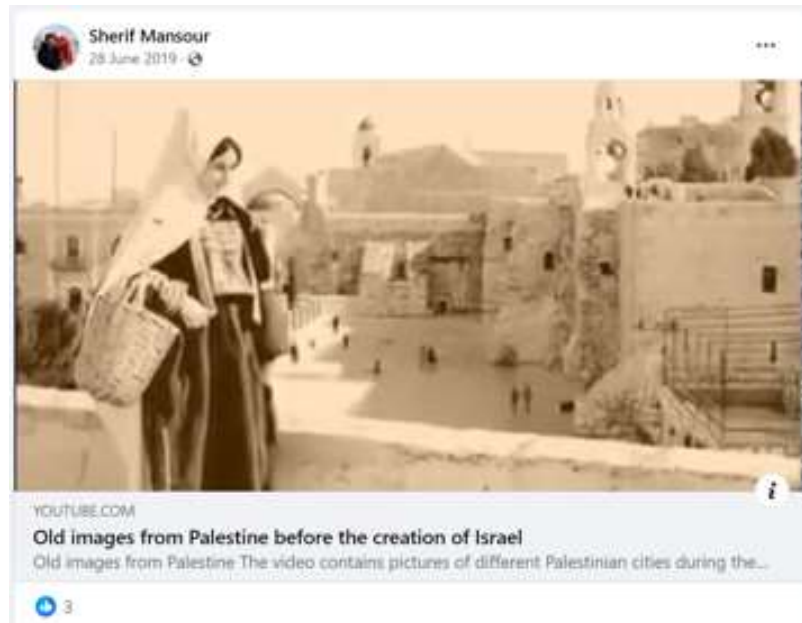 Sherif Mansour
28 June 2019 ·
...
i
YOUTUBE.COM
Old images from Palestine before the creation of Israel
Old images from Palestine The video contains pictures of different Palestinian cities during the...
3